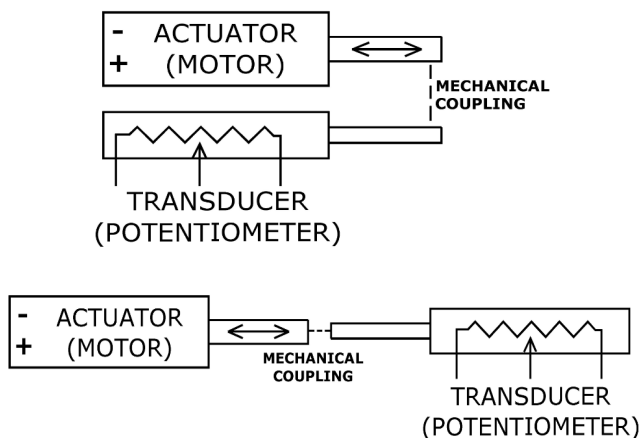 - ACTUATOR
+ (MOTOR)
MECHANICAL
COUPLING
TRANSDUCER
(POTENTIOMETER)
- ACTUATOR
+ (MOTOR)
MECHANICAL
COUPLING
TRANSDUCER
(POTENTIOMETER)